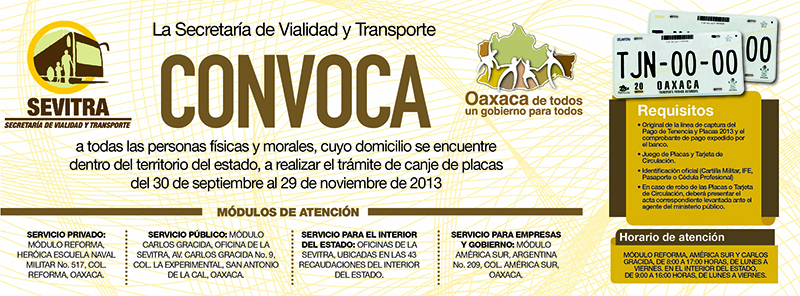 La Secretaría de Vialidad y Transporte
CONVOCA
SEVITRA
SECRETARÍA DE VIALIDAD Y TRANSPORTE
Oaxaca de todos
un gobierno para todos
a todas las personas físicas y morales, cuyo domicilio se encuentre
dentro del territorio del estado, a realizar el trámite de canje de placas
del 30 de septiembre al 29 de noviembre de 2013
MÓDULOS DE ATENCIÓN
SERVICIO PRIVADO:
MÓDULO REFORMA,
HERÓICA ESCUELA NAVAL
MILITAR No. 517, COL.
REFORMA, OAXACA.
SERVICIO PÚBLICO: MÓDULO
CARLOS GRACIDA, OFICINA DE LA
SEVITRA, AV. CARLOS GRACIDA No. 9,
COL. LA EXPERIMENTAL, SAN ANTONIO
DE LA CAL, OAXACA.
SERVICIO PARA EL INTERIOR
DEL ESTADO: OFICINAS DE LA
SEVITRA, UBICADAS EN LAS 43
RECAUDACIONES DEL INTERIOR
DEL ESTADO.
SERVICIO PARA EMPRESAS
Y GOBIERNO: MÓDULO
AMÉRICA SUR, ARGENTINA
No. 209, COL. AMÉRICA SUR,
OAXACA.
TJN-00-00
20
OAXACA
Requisitos
• Original de la línea de captura del
Pago de Tenencia y Placas 2013 y el
comprobante de pago expedido por
el banco.
• Juego de Placas y Tarjeta de
Circulación.
• Identificación oficial (Cartilla Militar, IFE,
Pasaporte o Cédula Profesional)
• En caso de robo de las Placas o Tarjeta
de Circulación, deberá presentar el
acta correspondiente levantada ante el
agente del ministerio público.
Horario de atención
MÓDULO REFORMA, AMÉRICA SUR Y CARLOS
GRACIDA, DE 8:00 A 17:00 HORAS, DE LUNES A
VIERNES. EN EL INTERIOR DEL ESTADO,
DE 9:00 A 16:00 HORAS, DE LUNES A VIERNES.